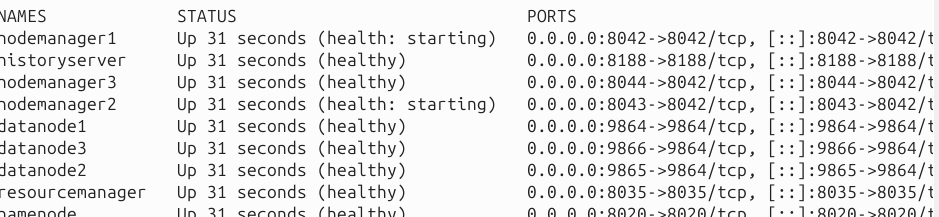 NAMES STATUS PORTS
nodemanager1 Up 31 seconds (health: starting) 0.0.0.0:8042->8042/tcp, [::]:8042->8042/t
historyserver Up 31 seconds (healthy) 0.0.0.0:8188->8188/tcp, [::]:8188->8188/t
nodemanager3 Up 31 seconds (healthy) 0.0.0.0:8044->8042/tcp, [::]:8044->8042/t
nodemanager2 Up 31 seconds (health: starting) 0.0.0.0:8043->8042/tcp, [::]:8043->8042/t
datanode1 Up 31 seconds (healthy) 0.0.0.0:9864->9864/tcp, [::]:9864->9864/t
datanode3 Up 31 seconds (healthy) 0.0.0.0:9866->9864/tcp, [::]:9866->9864/t
datanode2 Up 31 seconds (healthy) 0.0.0.0:9865->9864/tcp, [::]:9865->9864/t
resourcemanager Up 31 seconds (healthy) 0.0.0.0:8035->8035/tcp, [::]:8035->8035/t
namenode Up 31 seconds (healthy) 0.0.0.0:8020->8020/tcp, [::]:8020->8020/t